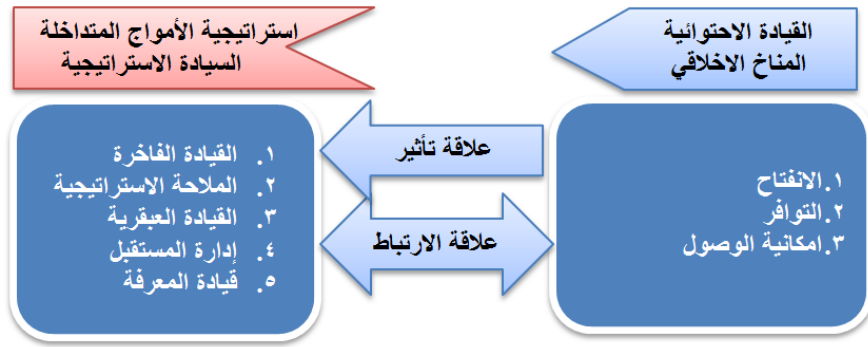 القيادة الاحتوائية
المناخ الاخلاقي
استراتيجية الأمواج المتداخلة
السيادة الاستراتيجية
١.الانفتاح
٢.التوافر
٣.امكانية الوصول
علاقة تأثير
علاقة الارتباط
١. القيادة الفاخرة
٢. الملاحة الاستراتيجية
٣. القيادة العبقرية
٤. إدارة المستقبل
٥. قيادة المعرفة